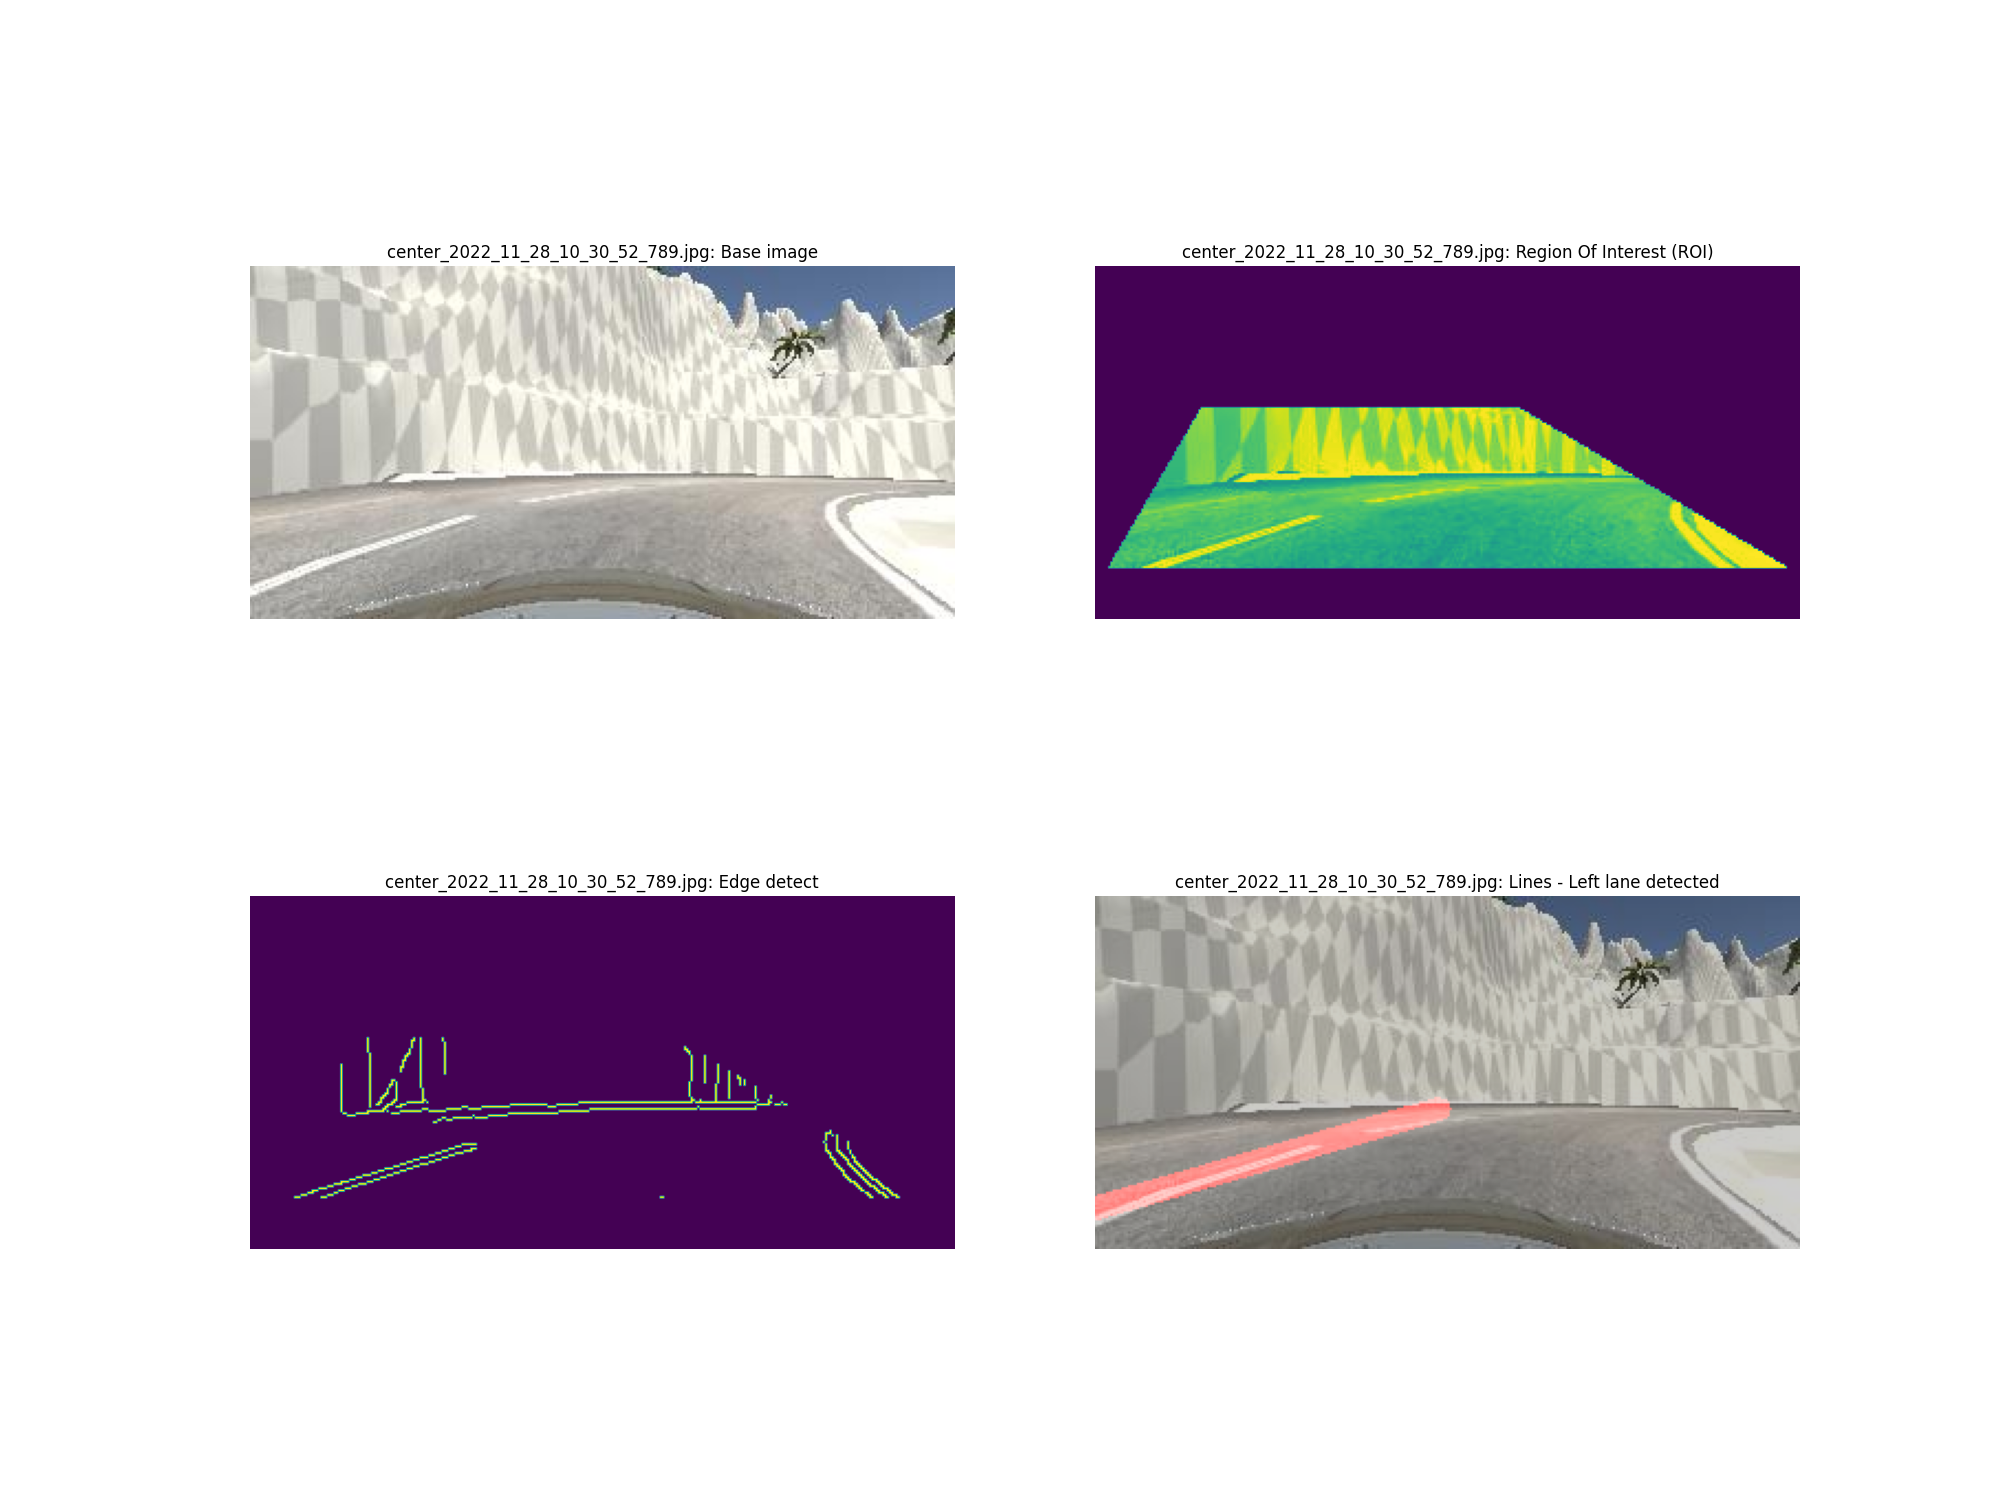 center_2022_11_28_10_30_52_789.jpg: Base image
center_2022_11_28_10_30_52_789.jpg: Region Of Interest (ROI)
center_2022_11_28_10_30_52_789.jpg: Edge detect
center_2022_11_28_10_30_52_789.jpg: Lines - Left lane detected